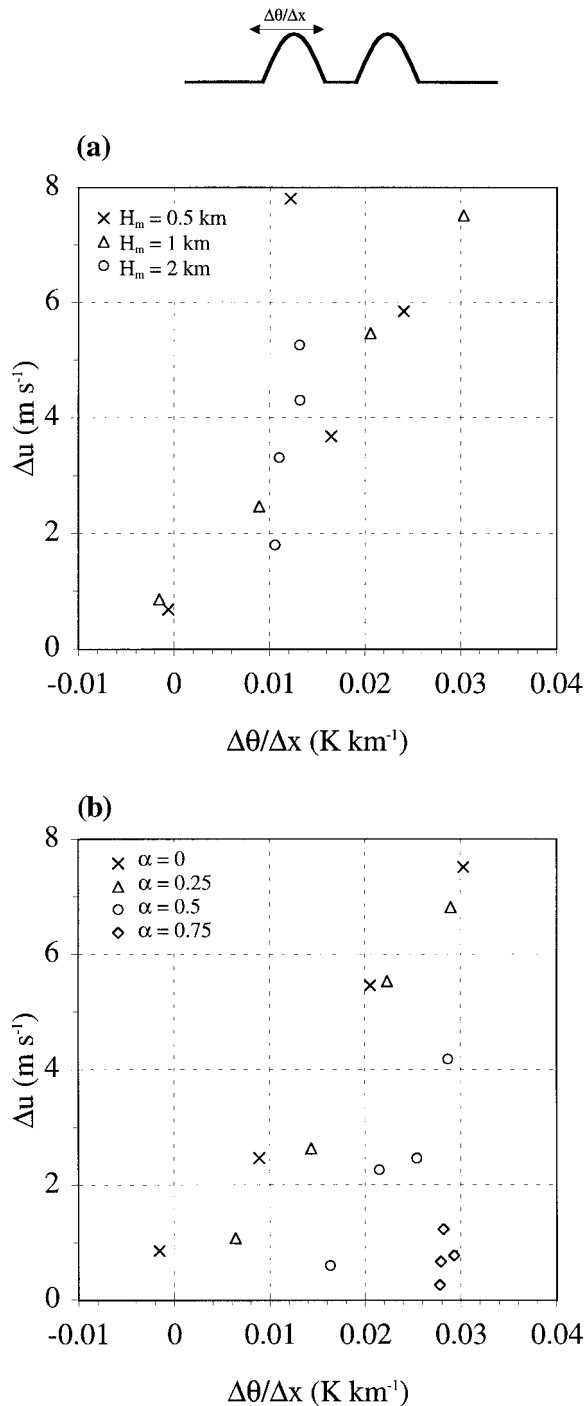 Δθ/Δx
(a)
8
6
4
2
0
Δu (m s⁻¹)
× H_m = 0.5 km
△ H_m = 1 km
○ H_m = 2 km
-0.01 0 0.01 0.02 0.03 0.04
Δθ/Δx (K km⁻¹)
(b)
8
6
4
2
0
Δu (m s⁻¹)
× α = 0
△ α = 0.25
○ α = 0.5
◇ α = 0.75
-0.01 0 0.01 0.02 0.03 0.04
Δθ/Δx (K km⁻¹)